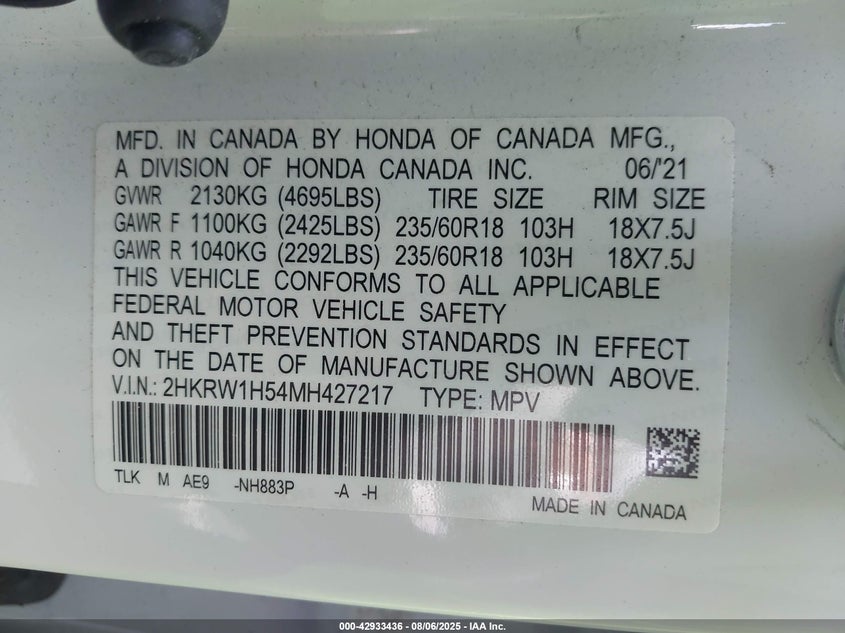 MFD. IN CANADA BY HONDA OF CANADA MFG.,
A DIVISION OF HONDA CANADA INC. 06/'21
GVWR 2130KG (4695LBS) TIRE SIZE RIM SIZE
GAWR F 1100KG (2425LBS) 235/60R18 103H 18X7.5J
GAWR R 1040KG (2292LBS) 235/60R18 103H 18X7.5J
THIS VEHICLE CONFORMS TO ALL APPLICABLE
FEDERAL MOTOR VEHICLE SAFETY
AND THEFT PREVENTION STANDARDS IN EFFECT
ON THE DATE OF MANUFACTURE SHOWN ABOVE.
V.I.N.: 2HKRW1H54MH427217 TYPE: MPV
TLK M AE9 -NH883P -A -H
MADE IN CANADA
000-42933436 - 08/06/2025 - IAA Inc.